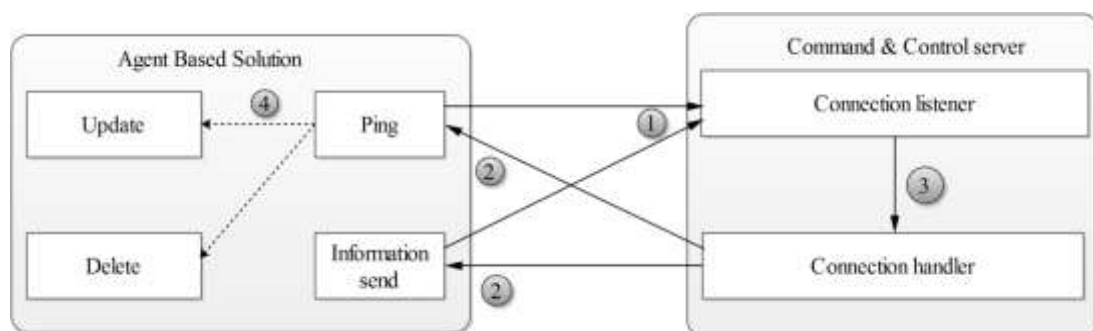 Agent Based Solution
Update
4
Ping
Delete
Information
send
1
2
2
Command & Control server
Connection listener
3
Connection handler